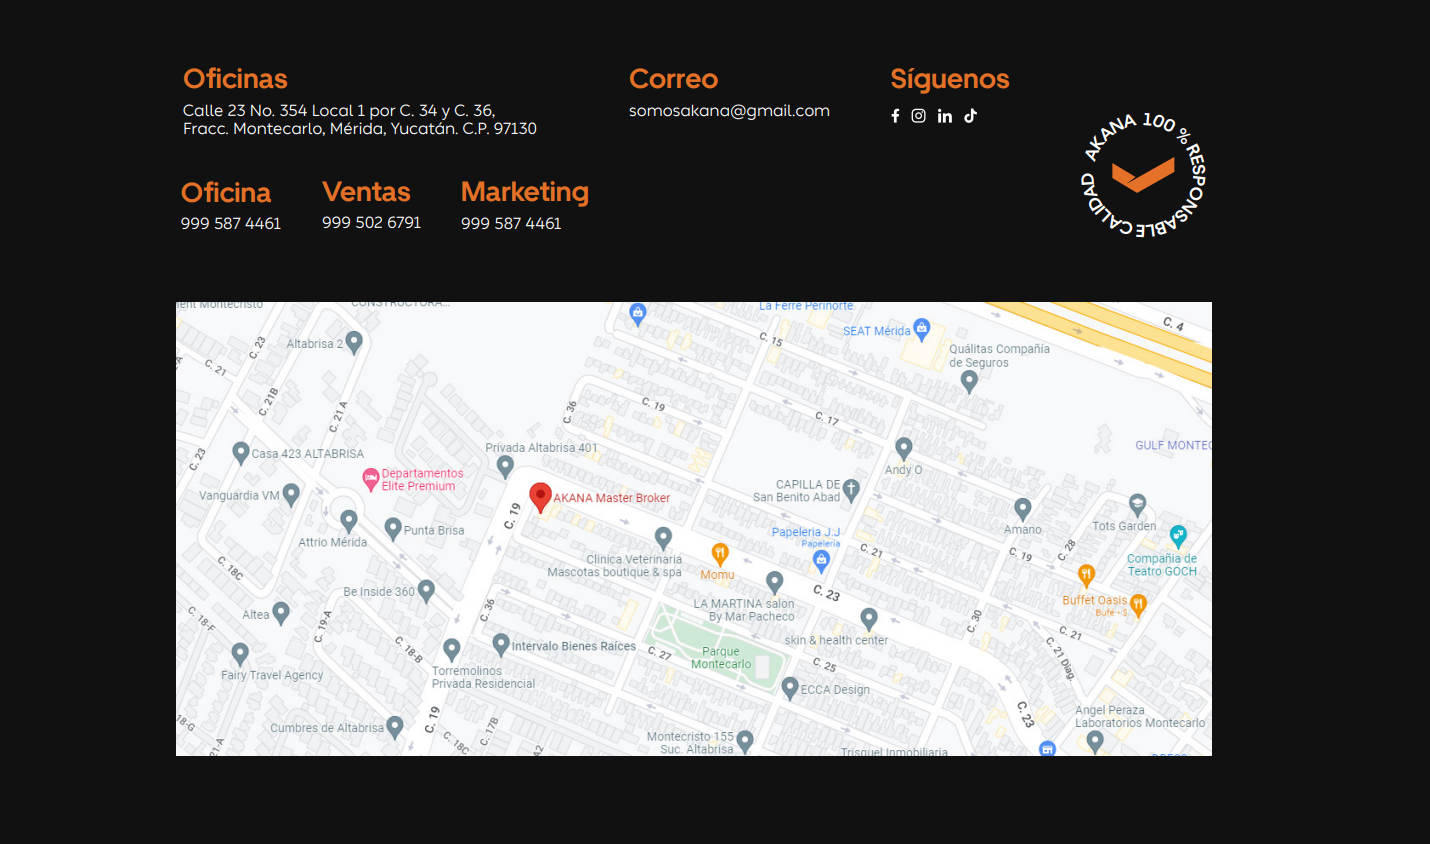 Oficinas
Calle 23 No. 354 Local 1 por C. 34 y C. 36,
Fracc. Montecarlo, Mérida, Yucatán. C.P. 97130
Correo
somosakana@gmail.com
Síguenos
AKANA 100 % RESPONSABLE CALIDAD
Oficina
999 587 4461
Ventas
999 502 6791
Marketing
999 587 4461
Montecristo
CONSTRUCTORA...
La Ferre Perinorte
SEAT Mérida
C. 4
Altabrisa 2
C. 23
C. 21
C. 15
Quálitas Compañía
de Seguros
C. 21B
C. 21 A
C. 36
C. 19
C. 17
GULF MONTEC
Casa 423 ALTABRISA
C. 23
Privada Altabrisa 401
Andy O
Departamentos
Elite Premium
CAPILLA DE
San Benito Abad
Vanguardia VM
AKANA Master Broker
C. 19
Punta Brisa
Attrio Mérida
Amano
Tots Garden
Papeleria J.J
Papelería
C. 21
C. 19
C. 28
Clinica Veterinaria
Mascotas boutique & spa
Momu
Compañia de
Teatro GOCH
C. 18C
Be Inside 360
C. 23
Buffet Oasis
Bufé · $
Altea
C. 18-F
C. 19-A
C. 36
LA MARTINA salon
By Mar Pacheco
C. 30
skin & health center
C. 21
C. 21 Diag.
C. 18-B
Intervalo Bienes Raíces
C. 27
Parque
Montecarlo
C. 25
Fairy Travel Agency
Torremolinos
Privada Residencial
ECCA Design
C. 23
Angel Peraza
Laboratorios Montecarlo
18-G
Cumbres de Altabrisa
C. 19
C. 18C
C. 17B
Montecristo 155
Suc. Altabrisa
Trisquel Inmobiliaria
21-A
A2